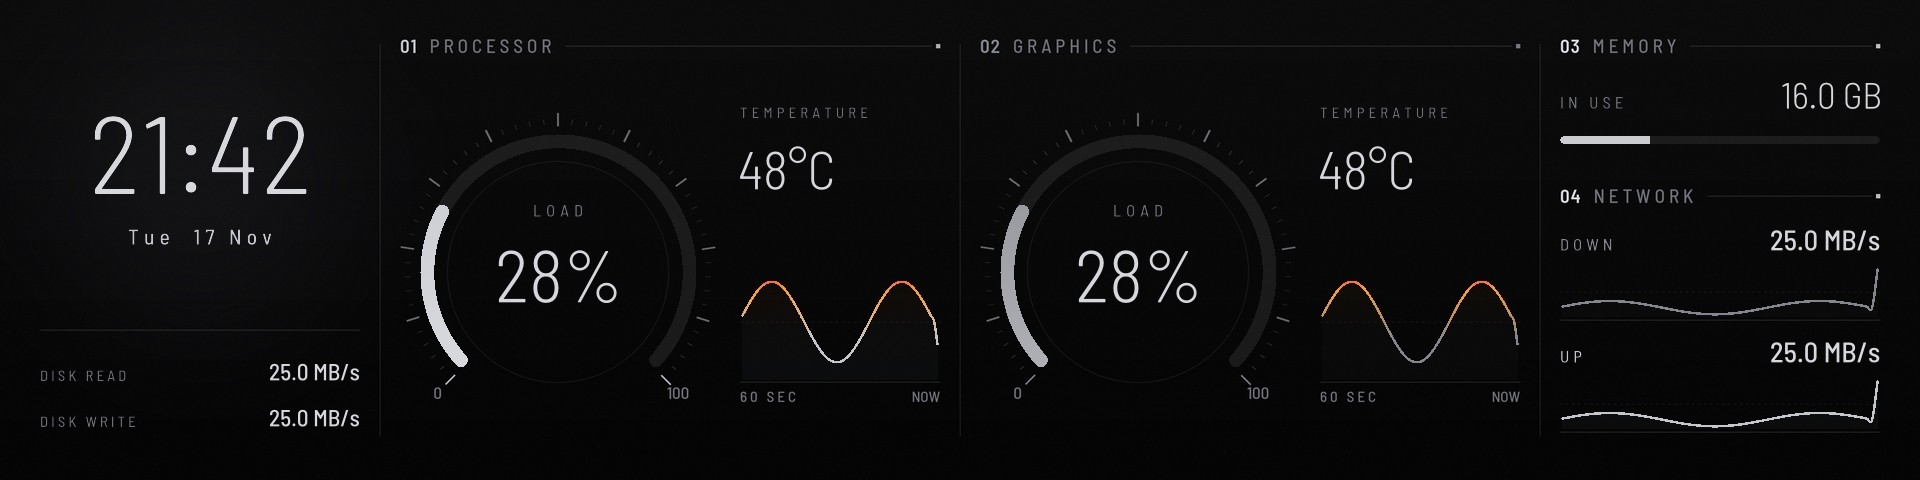 21:42
Tue 17 Nov
DISK READ 25.0 MB/s
DISK WRITE 25.0 MB/s
01 PROCESSOR
LOAD
28%
0 100
TEMPERATURE
48°C
60 SEC NOW
02 GRAPHICS
LOAD
28%
0 100
TEMPERATURE
48°C
60 SEC NOW
03 MEMORY
IN USE 16.0 GB
04 NETWORK
DOWN 25.0 MB/s
UP 25.0 MB/s